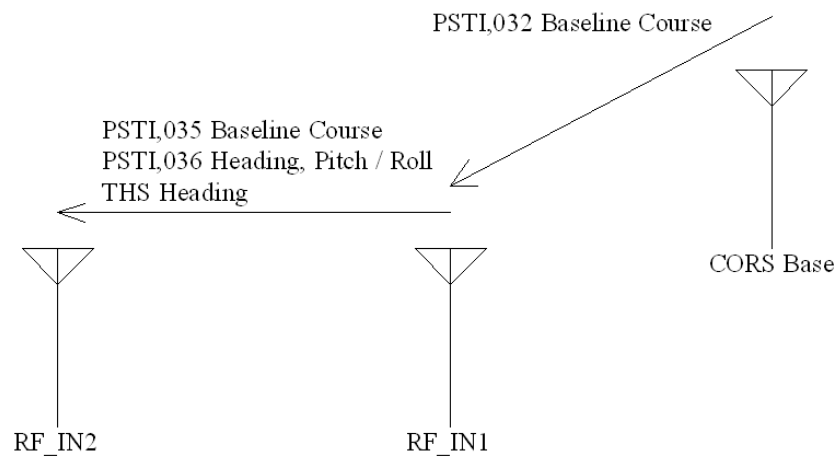 PSTI,032 Baseline Course
PSTI,035 Baseline Course
PSTI,036 Heading, Pitch / Roll
THS Heading
CORS Base
RF_IN2
RF_IN1